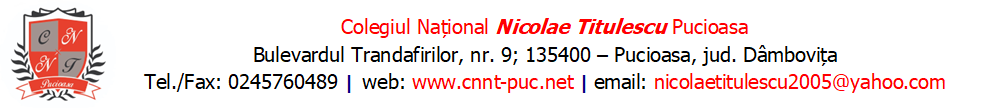 C N
N T
Pucioasa
Colegiul Național Nicolae Titulescu Pucioasa
Bulevardul Trandafirilor, nr. 9; 135400 – Pucioasa, jud. Dâmbovița
Tel./Fax: 0245760489 | web: www.cnnt-puc.net | email: nicolaetitulescu2005@yahoo.com